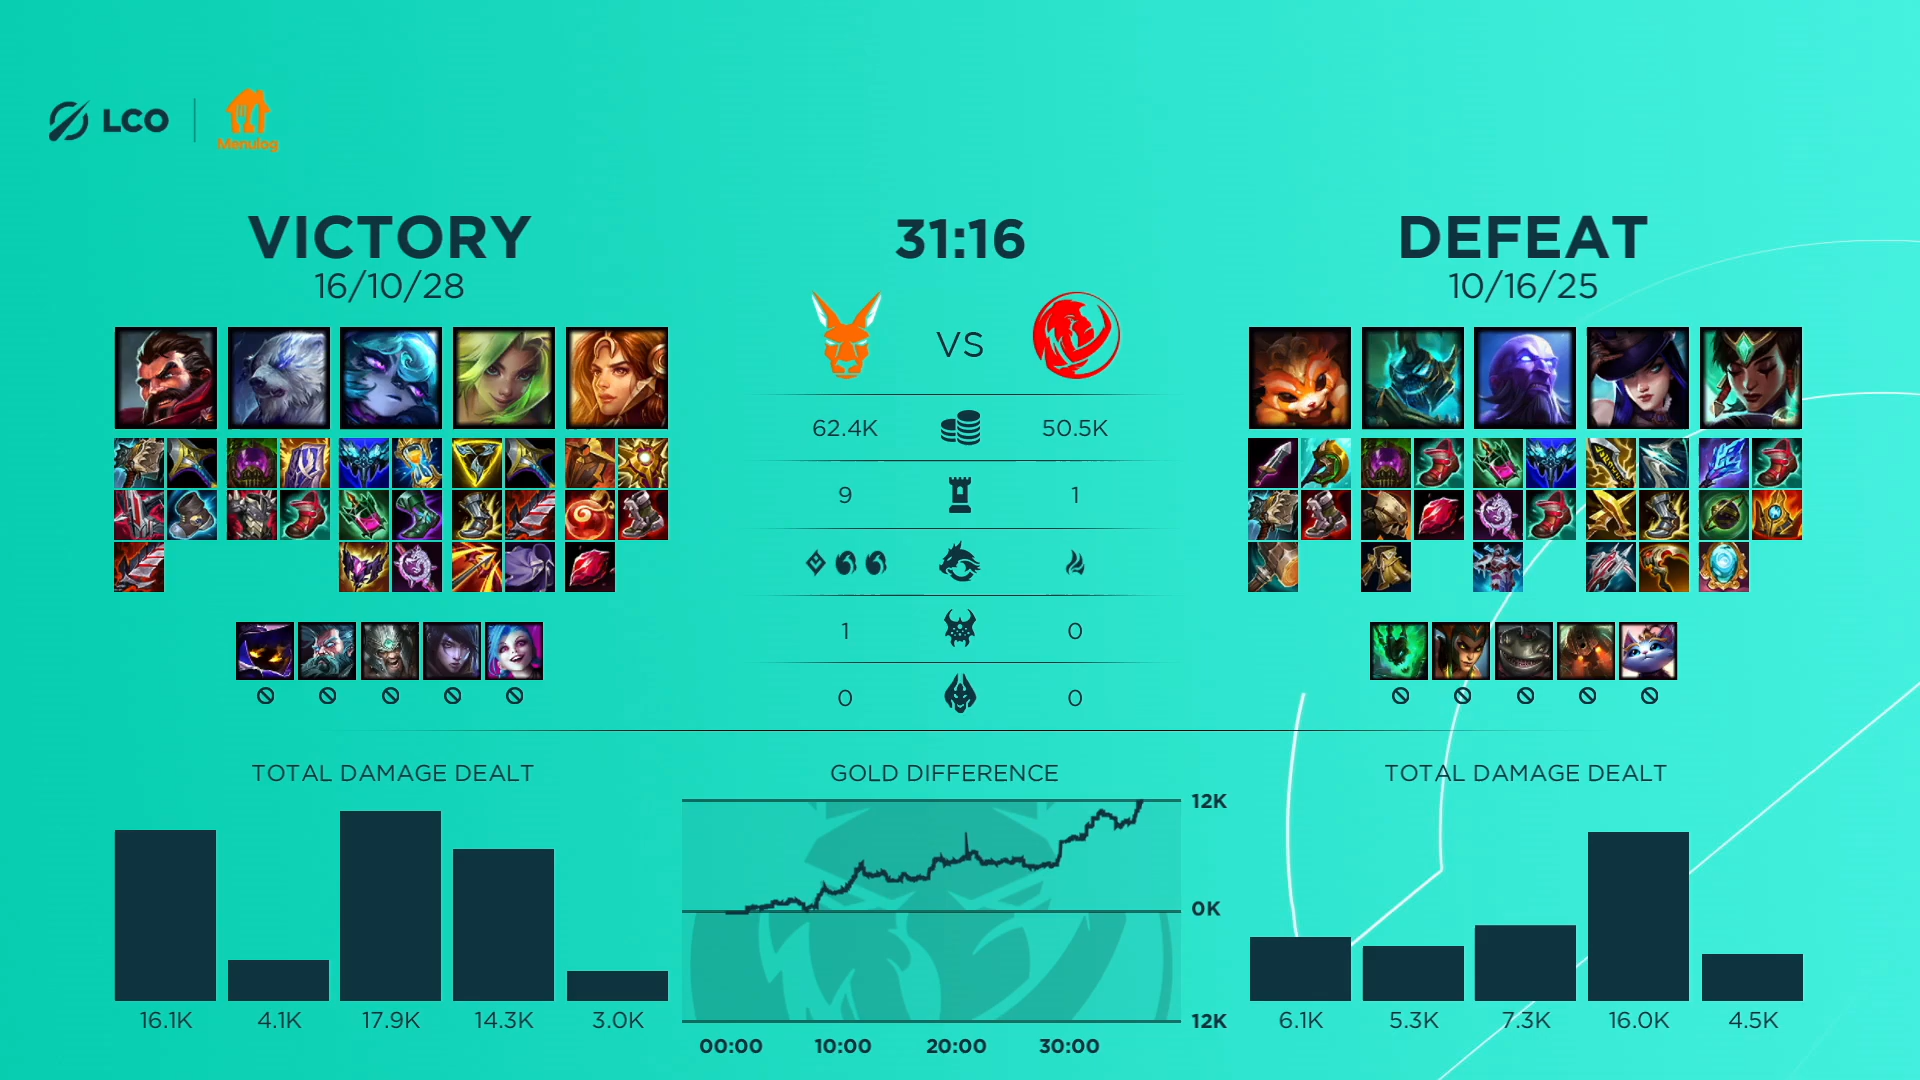 LCO
Menulog
VICTORY
16/10/28
31:16
DEFEAT
10/16/25
VS
62.4K
50.5K
9
1
1
0
0
0
TOTAL DAMAGE DEALT
GOLD DIFFERENCE
TOTAL DAMAGE DEALT
12K
0K
12K
16.1K
4.1K
17.9K
14.3K
3.0K
00:00
10:00
20:00
30:00
6.1K
5.3K
7.3K
16.0K
4.5K